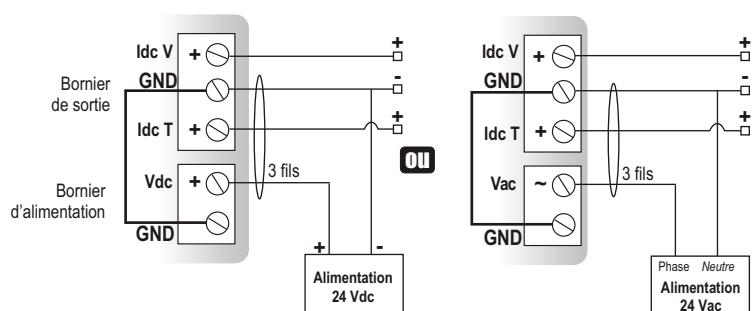 Idc V
+
GND
Idc T
+
Bornier
de sortie
Vdc
+
GND
Bornier
d'alimentation
3 fils
+
-
+
+
-
Alimentation
24 Vdc
ou
Idc V
+
GND
Idc T
+
Vac
~
GND
3 fils
+
-
+
Phase Neutre
Alimentation
24 Vac